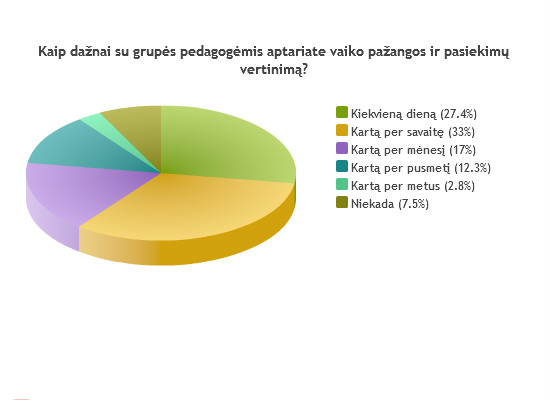 Kaip dažnai su grupės pedagogėmis aptariate vaiko pažangos ir pasiekimų
vertinimą?
Kiekvieną dieną (27.4%)
Kartą per savaitę (33%)
Kartą per mėnesį (17%)
Kartą per pusmetį (12.3%)
Kartą per metus (2.8%)
Niekada (7.5%)